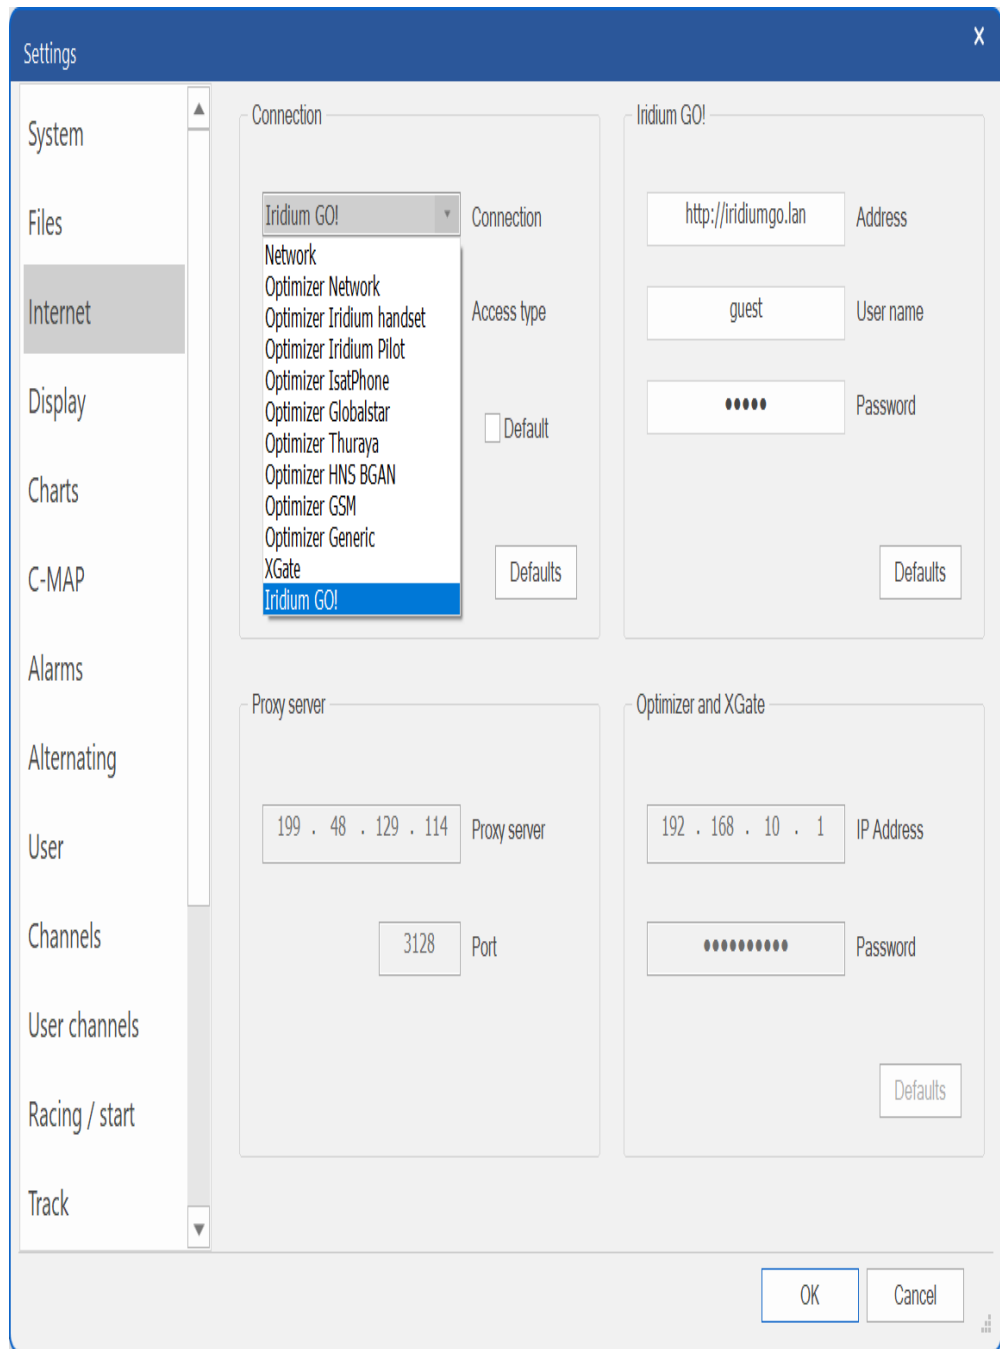 Settings
X
System
Files
Internet
Display
Charts
C-MAP
Alarms
Alternating
User
Channels
User channels
Racing / start
Track
Connection
Iridium GO!
Connection
Network
Optimizer Network
Optimizer Iridium handset
Optimizer Iridium Pilot
Optimizer IsatPhone
Optimizer Globalstar
Optimizer Thuraya
Optimizer HNS BGAN
Optimizer GSM
Optimizer Generic
XGate
Iridium GO!
Access type
Default
Defaults
Iridium GO!
http://iridiumgo.lan
Address
guest
User name
•••••
Password
Defaults
Proxy server
199 . 48 . 129 . 114
Proxy server
3128
Port
Optimizer and XGate
192 . 168 . 10 . 1
IP Address
••••••••••
Password
Defaults
OK
Cancel